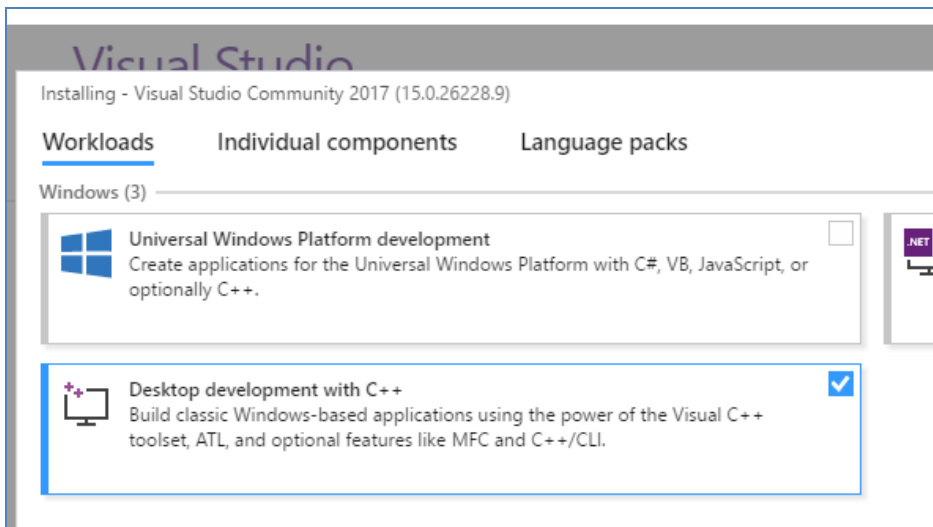 Visual Studio
Installing - Visual Studio Community 2017 (15.0.26228.9)
Workloads Individual components Language packs
Windows (3)
Universal Windows Platform development
Create applications for the Universal Windows Platform with C#, VB, JavaScript, or
optionally C++.
.NET
Desktop development with C++
Build classic Windows-based applications using the power of the Visual C++
toolset, ATL, and optional features like MFC and C++/CLI.